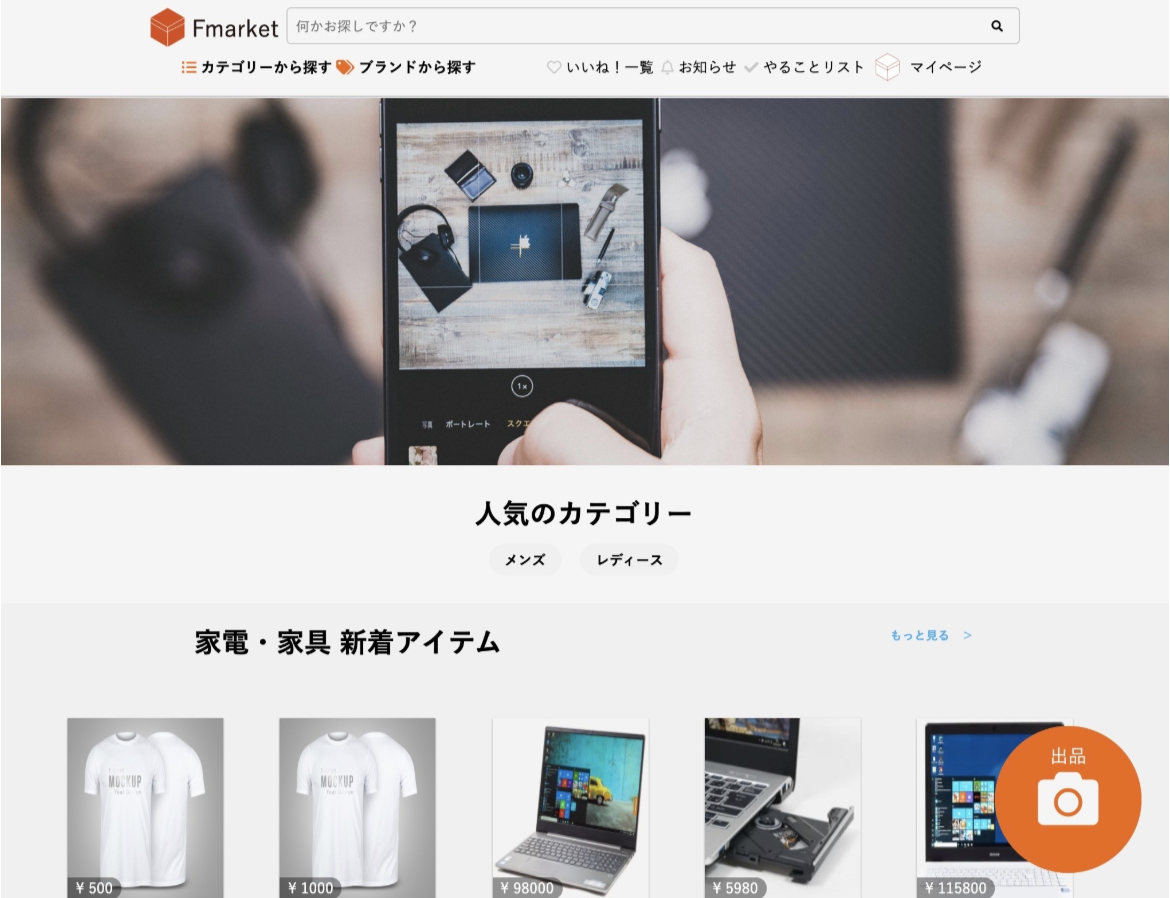 Fmarket 何かお探しですか？
カテゴリーから探す ブランドから探す いいね！一覧 お知らせ やることリスト マイページ
1×
写真 ポートレート スクエ
人気のカテゴリー
メンズ レディース
家電・家具 新着アイテム もっと見る >
出品
MOCKUP
Your Design
MOCKUP
Your Design
¥ 500 ¥ 1000 ¥ 98000 ¥ 5980 ¥ 115800